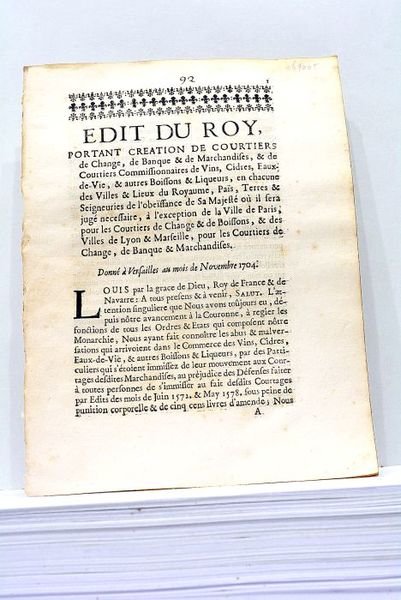 92
1
EDIT DU ROY,
PORTANT CREATION DE COURTIERS
de Change, de Banque & de Marchandises, & de
Courtiers Commissionaires de Vins, Cidres, Eaux-
de-Vie, & autres Boissons & Liqueurs, en chacune
des Villes & Lieux du Royaume, Païs, Terres &
Seigneuries de l'obeïssance de Sa Majesté où il sera
jugé necessaire, à l'exception de la Ville de Paris,
pour les Courtiers de Change & de Boissons, & des
Villes de Lyon & Marseille, pour les Courtiers de
Change, de Banque & Marchandises.
Donné à Versailles au mois de Novembre 1704.
LOUIS par la grace de Dieu, Roy de France & de
Navarre: A tous presens & à venir, SALUT. L'at-
tention singuliere que Nous avons toûjours eu, de-
puis nôtre avancement à la Couronne, à regler les
fonctions de tous les Ordres & Etats qui composent nôtre
Monarchie, Nous ayant fait connoître les abus & malver-
sations qui arrivoient dans le Commerce des Vins, Cidres,
Eaux-de-Vie, & autres Boissons & Liqueurs, par des Parti-
culiers qui s'étoient immissez de leur mouvement aux Cour-
tages desdites Marchandises, au préjudice des Défenses faites
à toutes personnes de s'immiscer au fait desdits Courtages
par Edits des mois de Juin 1572. & May 1578. sous peine de
punition corporelle & de cinq cens livres d'amende; Nous
A